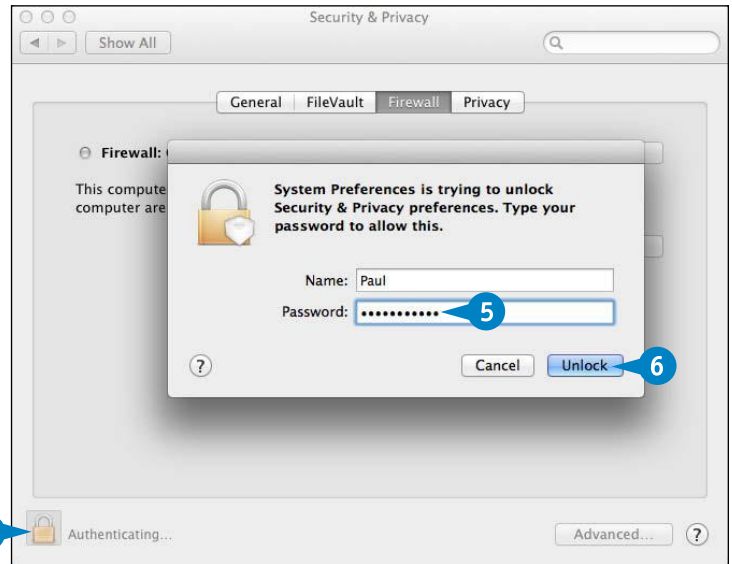 Security & Privacy
Show All
General FileVault Firewall Privacy
Firewall:
This compute
computer are
System Preferences is trying to unlock
Security & Privacy preferences. Type your
password to allow this.
Name: Paul
Password: •••••••••••
5
?
Cancel
Unlock
6
Authenticating...
Advanced...
?